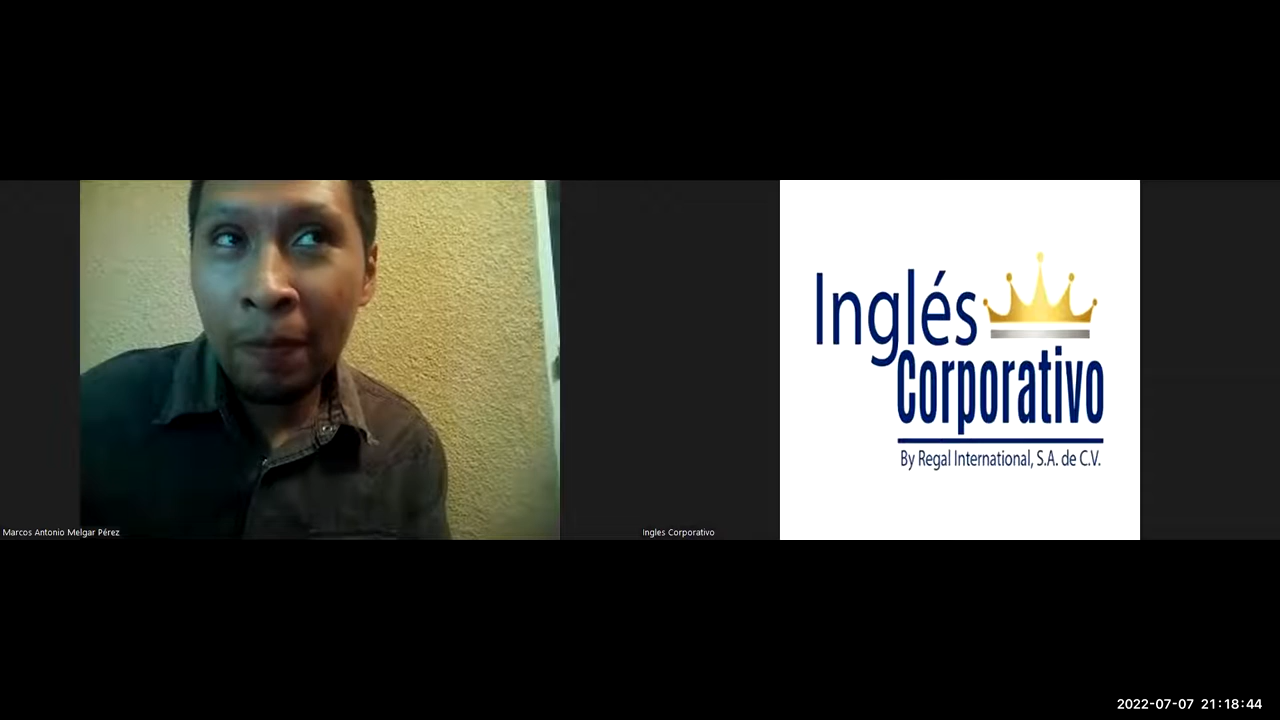 Inglés
Corporativo
By Regal International, S.A. de C.V.
Marcos Antonio Melgar Pérez
Ingles Corporativo
2022-07-07 21:18:44